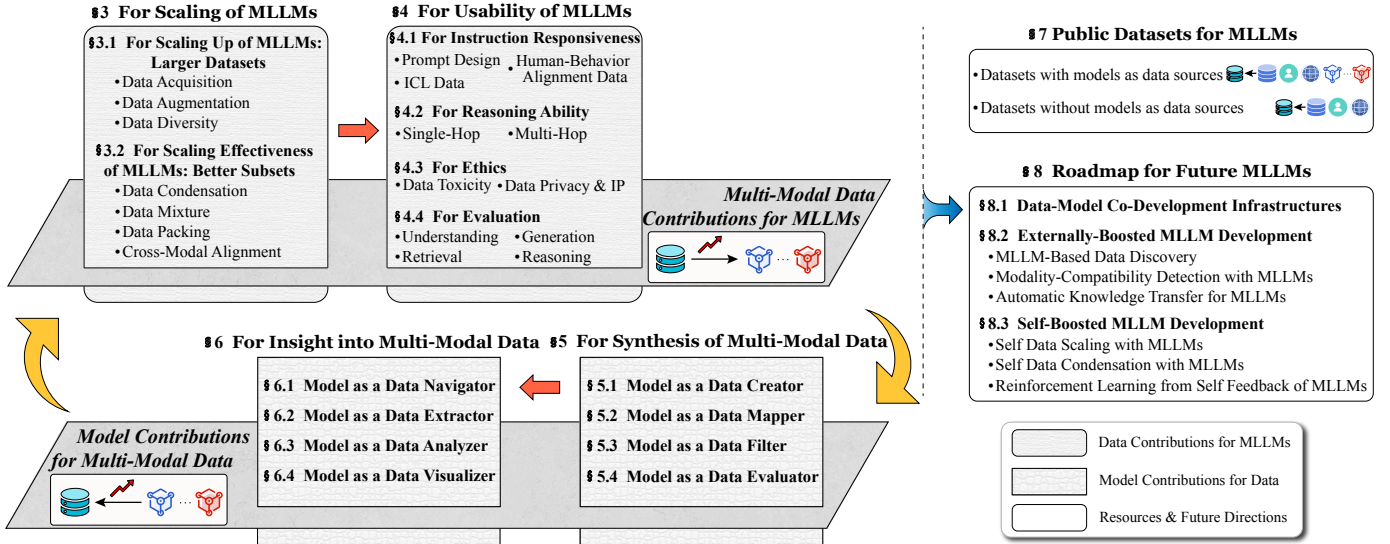 §3 For Scaling of MLLMs
§3.1 For Scaling Up of MLLMs:
Larger Datasets
•Data Acquisition
•Data Augmentation
•Data Diversity
§3.2 For Scaling Effectiveness
of MLLMs: Better Subsets
•Data Condensation
•Data Mixture
•Data Packing
•Cross-Modal Alignment
§4 For Usability of MLLMs
§4.1 For Instruction Responsiveness
•Prompt Design
•Human-Behavior
Alignment Data
•ICL Data
§4.2 For Reasoning Ability
•Single-Hop •Multi-Hop
§4.3 For Ethics
•Data Toxicity •Data Privacy & IP
§4.4 For Evaluation
•Understanding •Generation
•Retrieval •Reasoning
Multi-Modal Data
Contributions for MLLMs
§6 For Insight into Multi-Modal Data
§ 6.1 Model as a Data Navigator
§ 6.2 Model as a Data Extractor
§ 6.3 Model as a Data Analyzer
§ 6.4 Model as a Data Visualizer
§5 For Synthesis of Multi-Modal Data
§ 5.1 Model as a Data Creator
§ 5.2 Model as a Data Mapper
§ 5.3 Model as a Data Filter
§ 5.4 Model as a Data Evaluator
Model Contributions
for Multi-Modal Data
§7 Public Datasets for MLLMs
•Datasets with models as data sources
•Datasets without models as data sources
§8 Roadmap for Future MLLMs
§8.1 Data-Model Co-Development Infrastructures
§8.2 Externally-Boosted MLLM Development
•MLLM-Based Data Discovery
•Modality-Compatibility Detection with MLLMs
•Automatic Knowledge Transfer for MLLMs
§8.3 Self-Boosted MLLM Development
•Self Data Scaling with MLLMs
•Self Data Condensation with MLLMs
•Reinforcement Learning from Self Feedback of MLLMs
Data Contributions for MLLMs
Model Contributions for Data
Resources & Future Directions